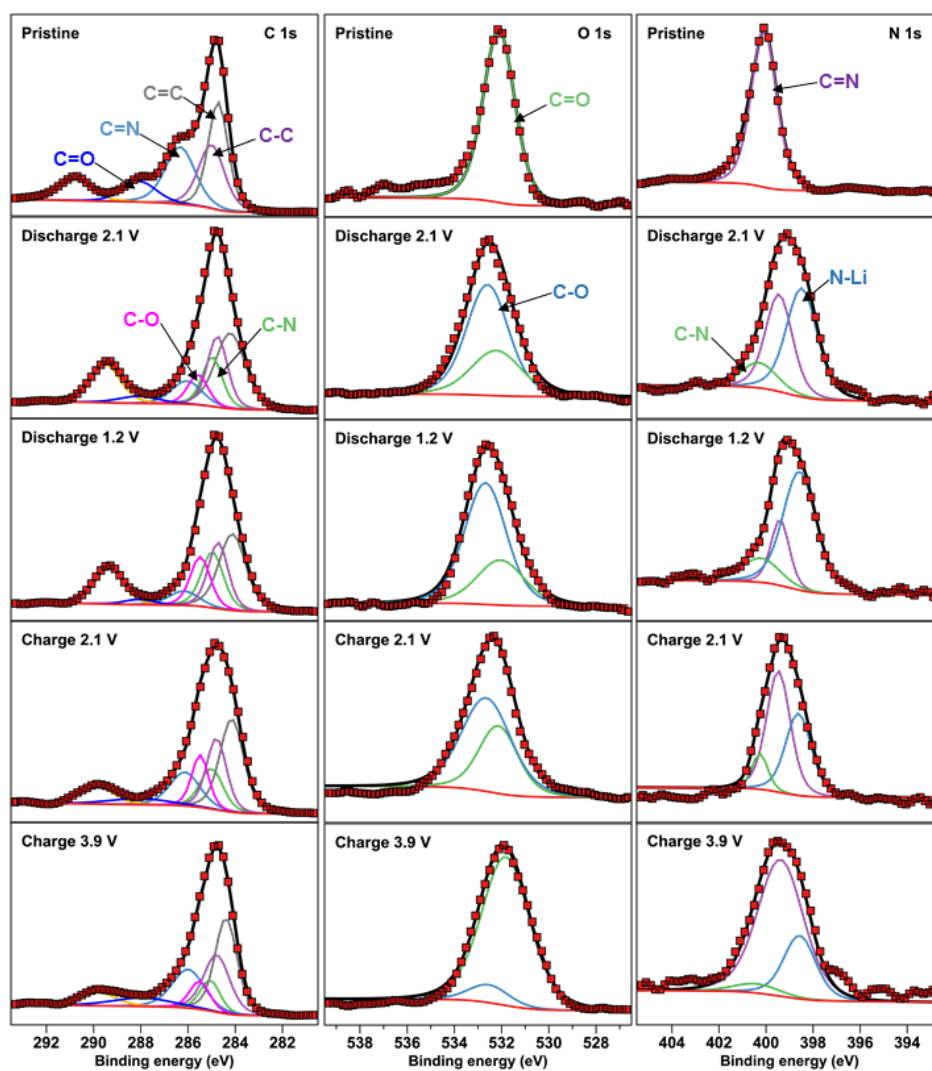 Pristine C 1s
C=C
C=N
C-C
C=O
Pristine O 1s
C=O
Pristine N 1s
C=N
Discharge 2.1 V
C-O
C-N
Discharge 2.1 V
C-O
Discharge 2.1 V
N-Li
C-N
Discharge 1.2 V
Discharge 1.2 V
Discharge 1.2 V
Charge 2.1 V
Charge 2.1 V
Charge 2.1 V
Charge 3.9 V
Charge 3.9 V
Charge 3.9 V
292 290 288 286 284 282
Binding energy (eV)
538 536 534 532 530 528
Binding energy (eV)
404 402 400 398 396 394
Binding energy (eV)